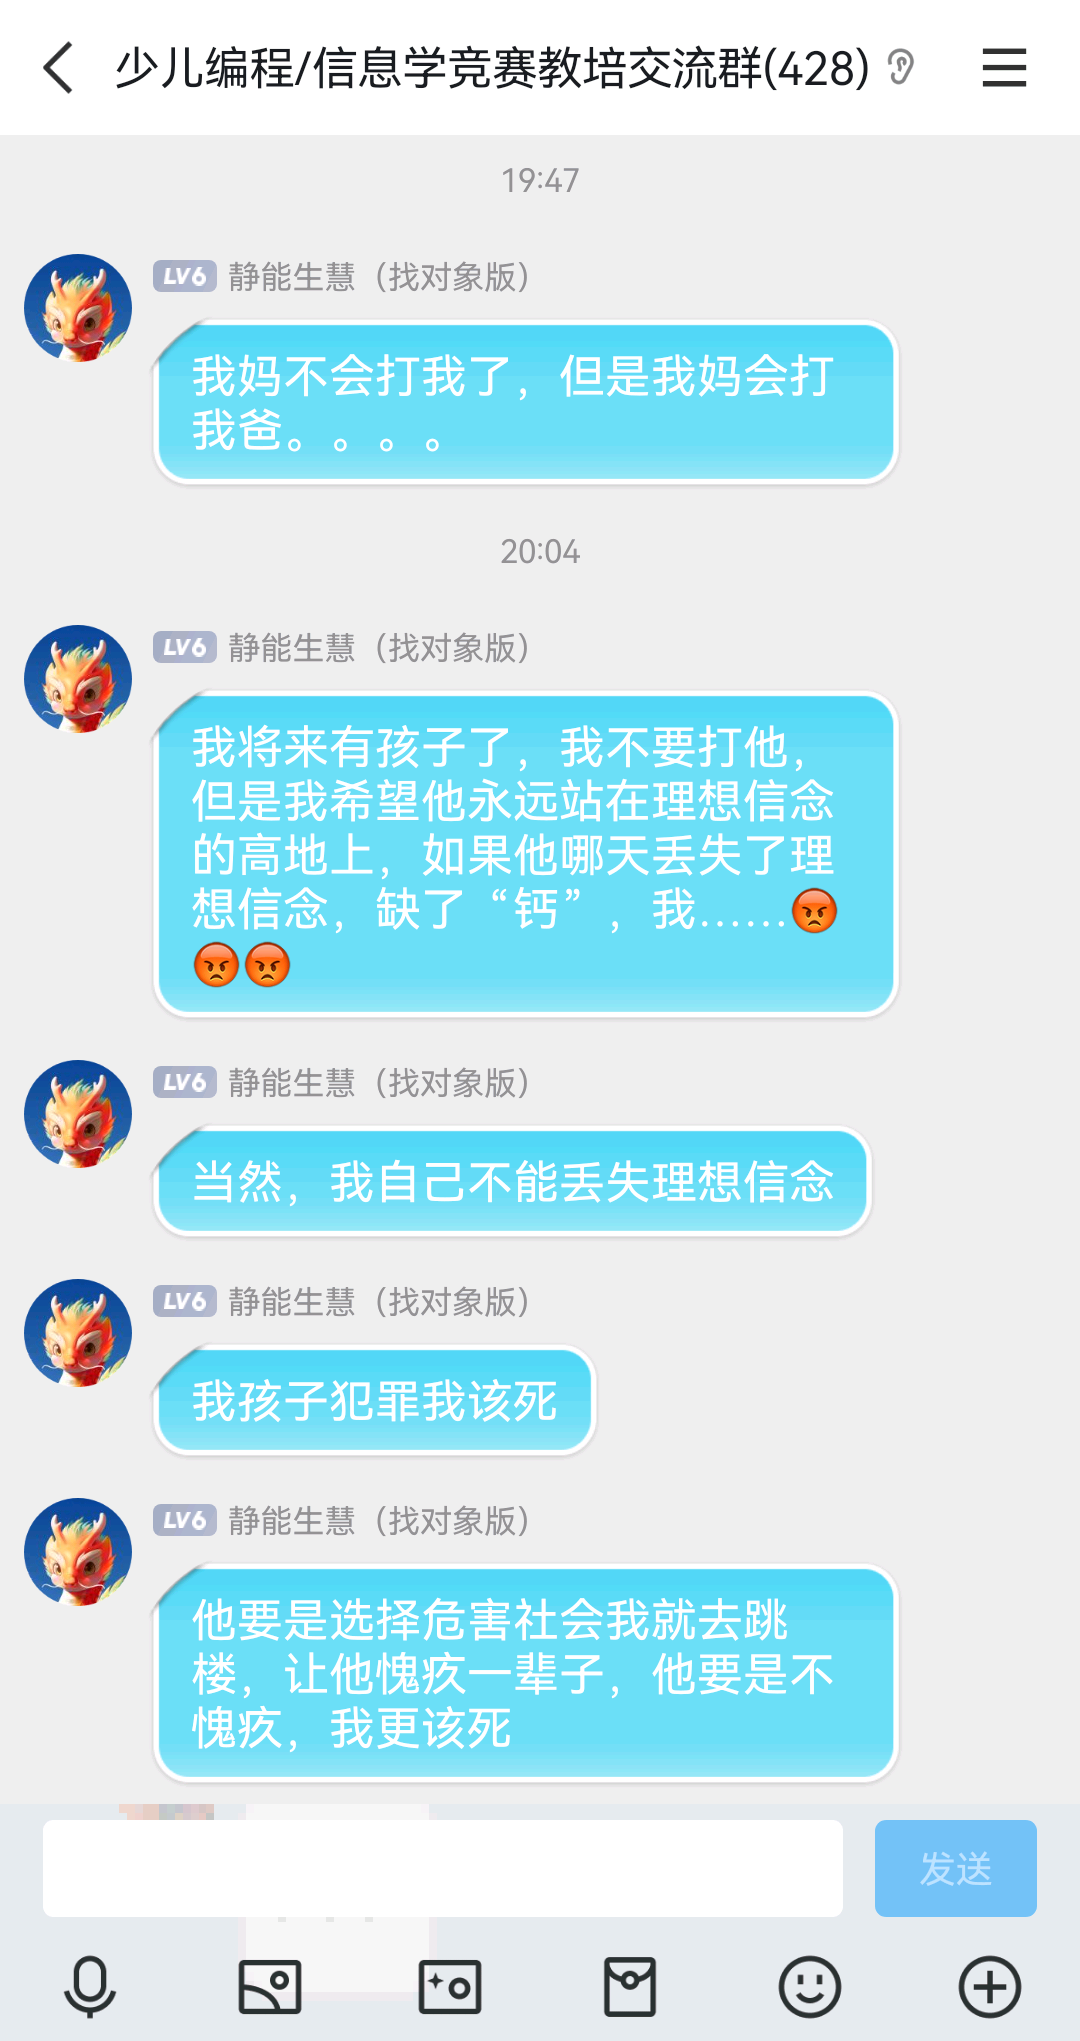 少儿编程/信息学竞赛教培交流群(428)
19:47
LV6 静能生慧（找对象版）
我妈不会打我了，但是我妈会打
我爸。。。。
20:04
LV6 静能生慧（找对象版）
我将来有孩子了，我不要打他，
但是我希望他永远站在理想信念
的高地上，如果他哪天丢失了理
想信念，缺了“钙”，我……😡
😡😡
LV6 静能生慧（找对象版）
当然，我自己不能丢失理想信念
LV6 静能生慧（找对象版）
我孩子犯罪我该死
LV6 静能生慧（找对象版）
他要是选择危害社会我就去跳
楼，让他愧疚一辈子，他要是不
愧疚，我更该死
发送